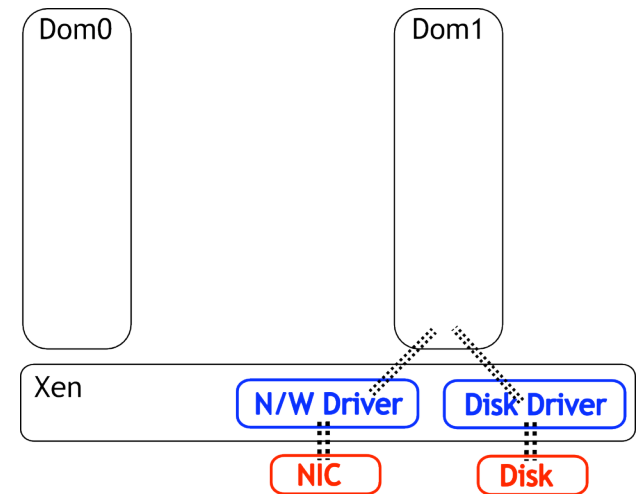 Dom0
Dom1
Xen
N/W Driver
Disk Driver
NIC
Disk